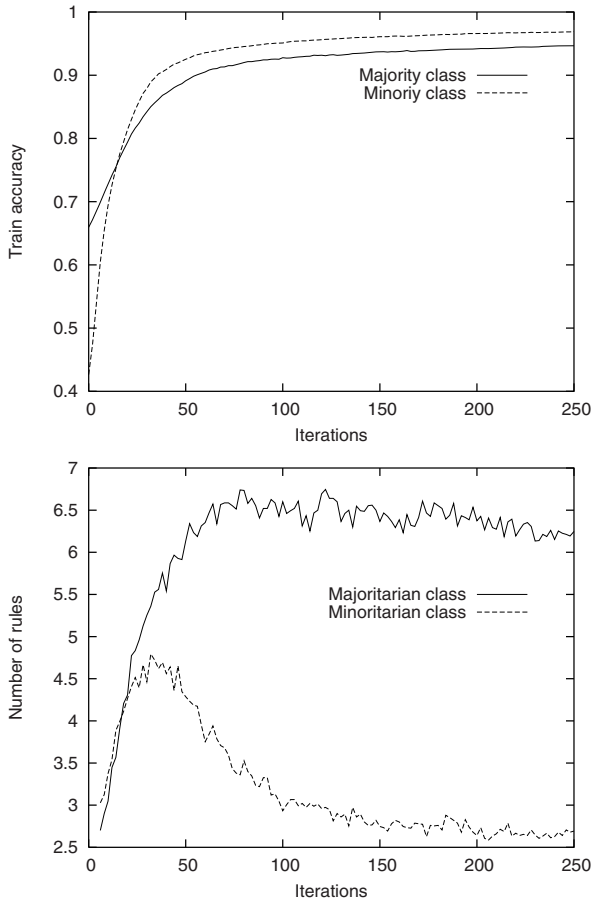 1
0.9
0.8
0.7
0.6
0.5
0.4
Train accuracy
Majority class
Minoriy class
0 50 100 150 200 250
Iterations
7
6.5
6
5.5
5
4.5
4
3.5
3
2.5
Number of rules
Majoritarian class
Minoritarian class
0 50 100 150 200 250
Iterations